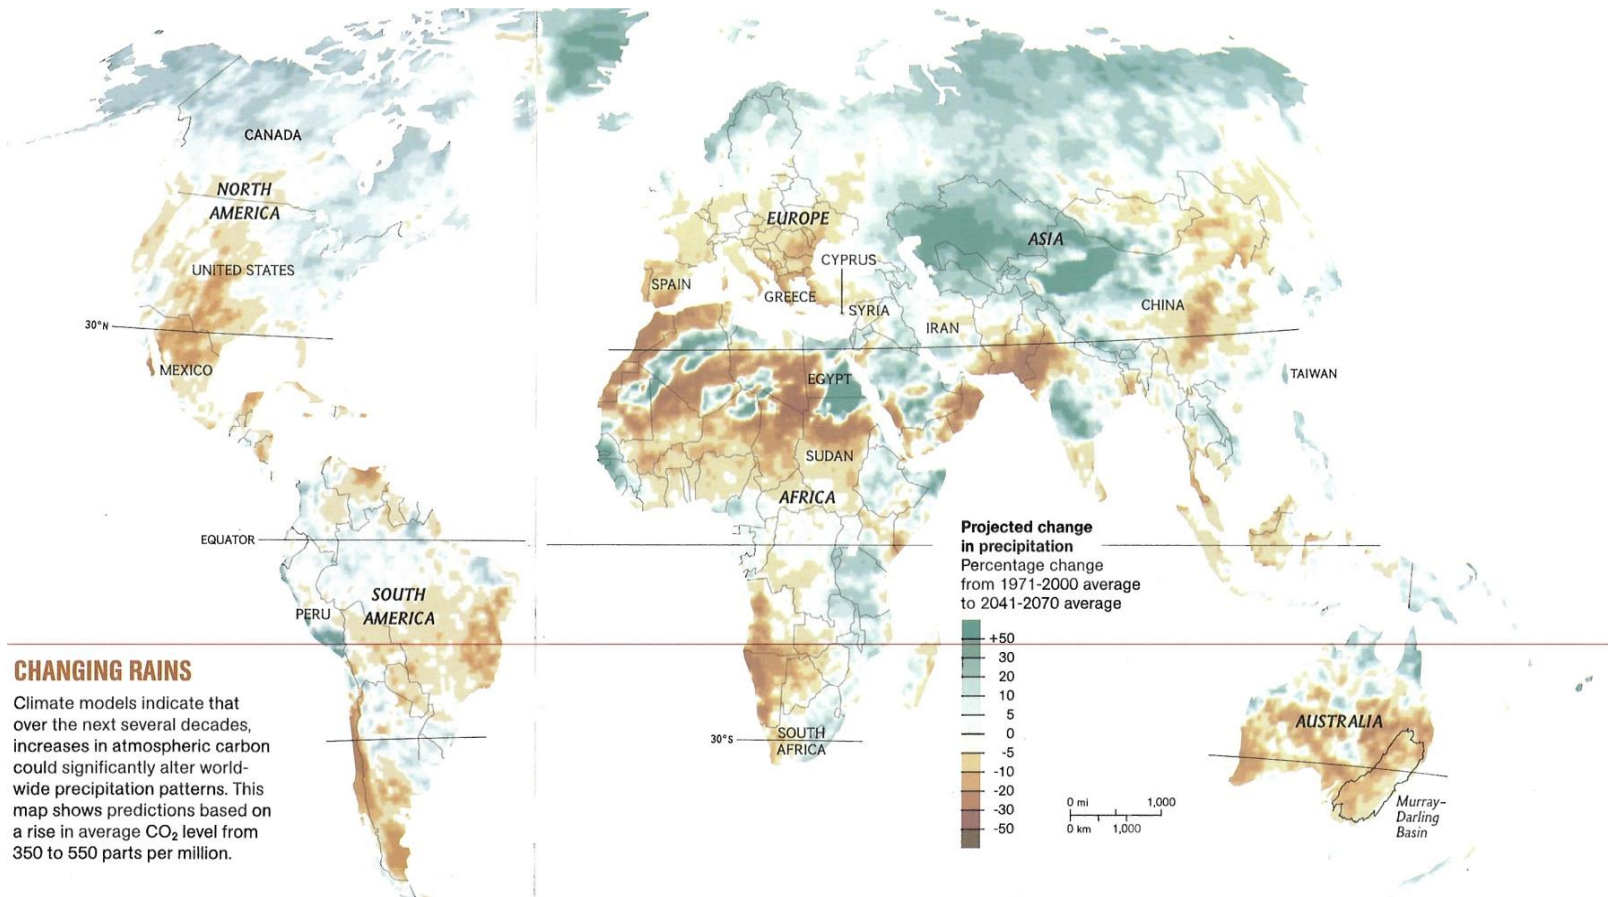 CANADA
NORTH
AMERICA
UNITED STATES
30°N
MEXICO
EQUATOR
SOUTH
AMERICA
PERU
EUROPE
ASIA
CYPRUS
SPAIN
GREECE
SYRIA
IRAN
CHINA
EGYPT
TAIWAN
SUDAN
AFRICA
30°S
SOUTH
AFRICA
AUSTRALIA
Murray-
Darling
Basin
Projected change
in precipitation
Percentage change
from 1971-2000 average
to 2041-2070 average
+50
30
20
10
5
0
-5
-10
-20
-30
-50
0 mi 1,000
0 km 1,000
CHANGING RAINS
Climate models indicate that
over the next several decades,
increases in atmospheric carbon
could significantly alter world-
wide precipitation patterns. This
map shows predictions based on
a rise in average CO₂ level from
350 to 550 parts per million.